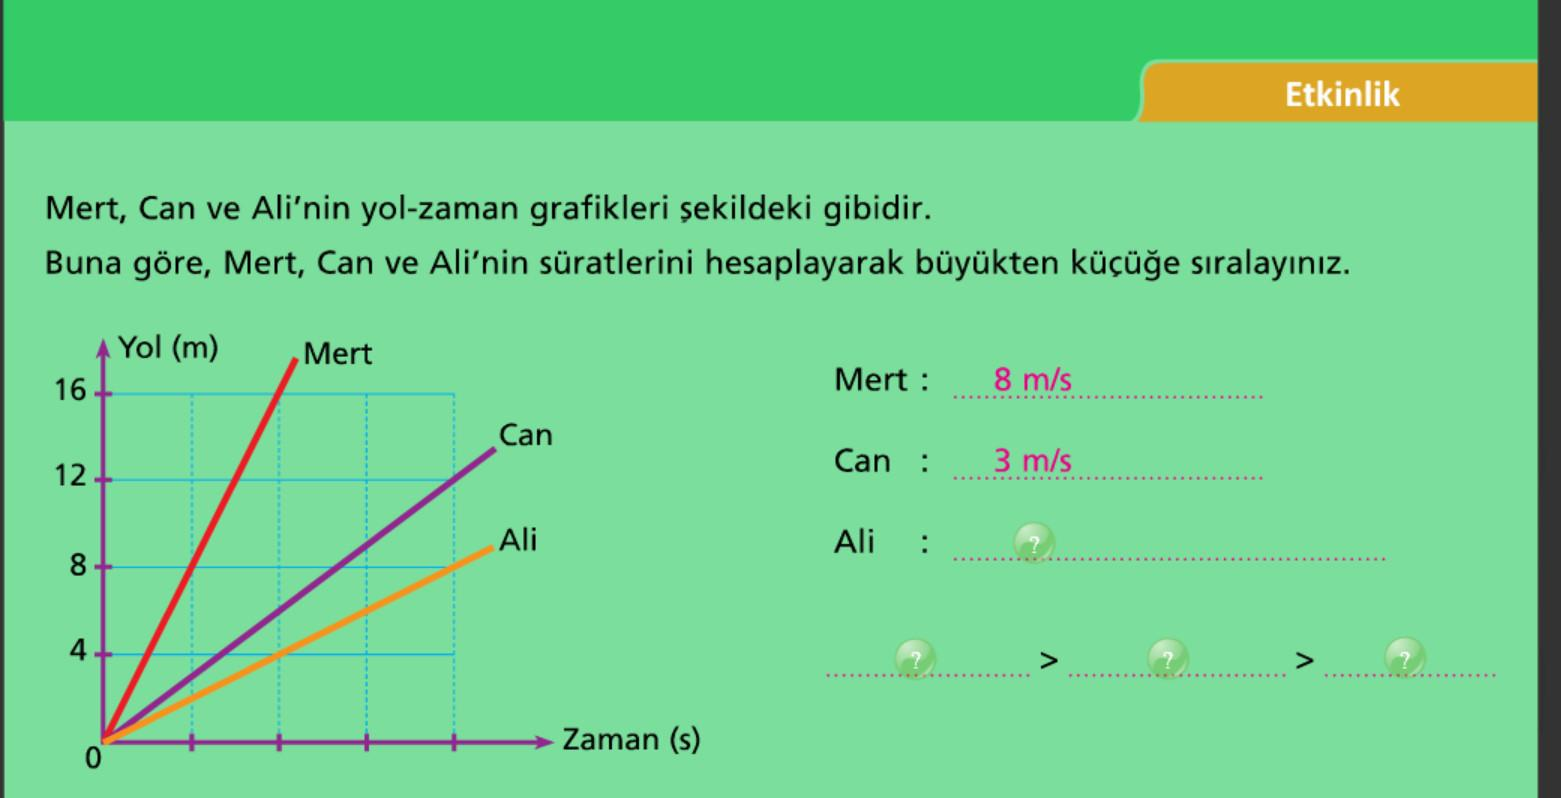 Etkinlik
Mert, Can ve Ali'nin yol-zaman grafikleri şekildeki gibidir.
Buna göre, Mert, Can ve Ali'nin süratlerini hesaplayarak büyükten küçüğe sıralayınız.
Yol (m)
Mert
16
Can
12
Ali
8
4
0
Zaman (s)
Mert : 8 m/s
Can : 3 m/s
Ali : ?
? > ? > ?